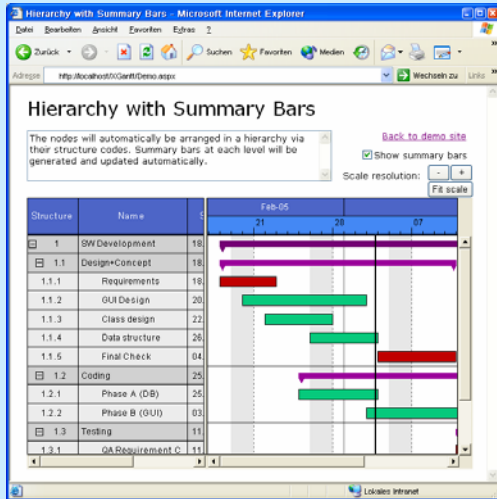 Hierarchy with Summary Bars - Microsoft Internet Explorer
Datei Bearbeiten Ansicht Favoriten Extras ?
Zurück Suchen Favoriten Medien
Adresse http://localhost/XGantt/Demo.aspx Wechseln zu Links
Hierarchy with Summary Bars
The nodes will automatically be arranged in a hierarchy via
their structure codes. Summary bars at each level will be
generated and updated automatically.
Back to demo site
Show summary bars
Scale resolution: - +
Fit scale
Feb-05
Structure Name S
21 28 07
1 SW Development 18.
1.1 Design+Concept 18.
1.1.1 Requirements 18.
1.1.2 GUI Design 20.
1.1.3 Class design 22.
1.1.4 Data structure 26.
1.1.5 Final Check 04.
1.2 Coding 25.
1.2.1 Phase A (DB) 25.
1.2.2 Phase B (GUI) 03.
1.3 Testing 11.
1.3.1 QA Requirement C 11.
Lokales Intranet